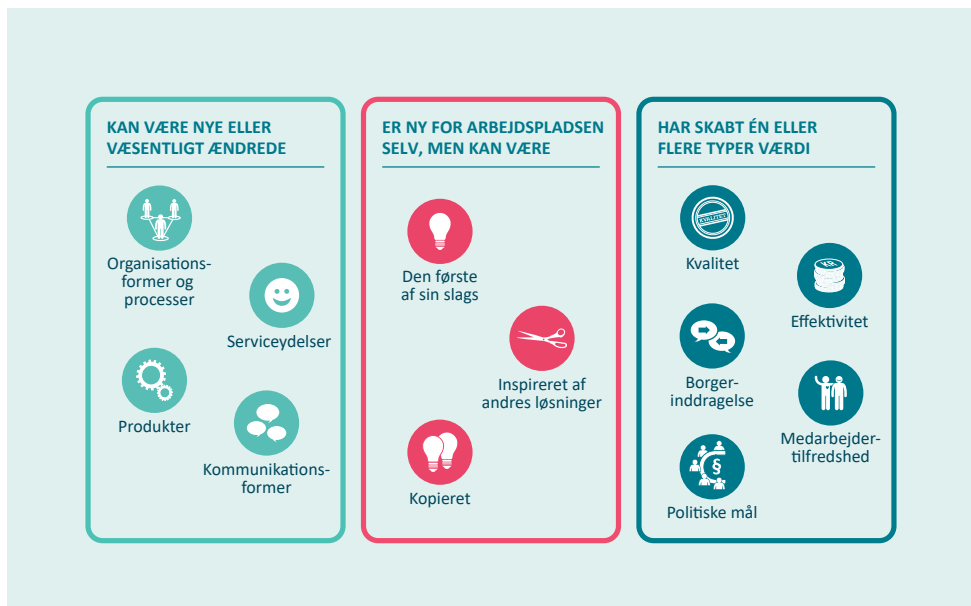 KAN VÆRE NYE ELLER
VÆSENTLIGT ÆNDREDE
Organisations-
former og
processer
Serviceydelser
Produkter
Kommunikations-
former
ER NY FOR ARBEJDSPLADSEN
SELV, MEN KAN VÆRE
Den første
af sin slags
Inspireret af
andres løsninger
Kopieret
HAR SKABT ÉN ELLER
FLERE TYPER VÆRDI
KVALITET
Kvalitet
KR.
Effektivitet
Borger-
inddragelse
Medarbejder-
tilfredshed
§
Politiske mål